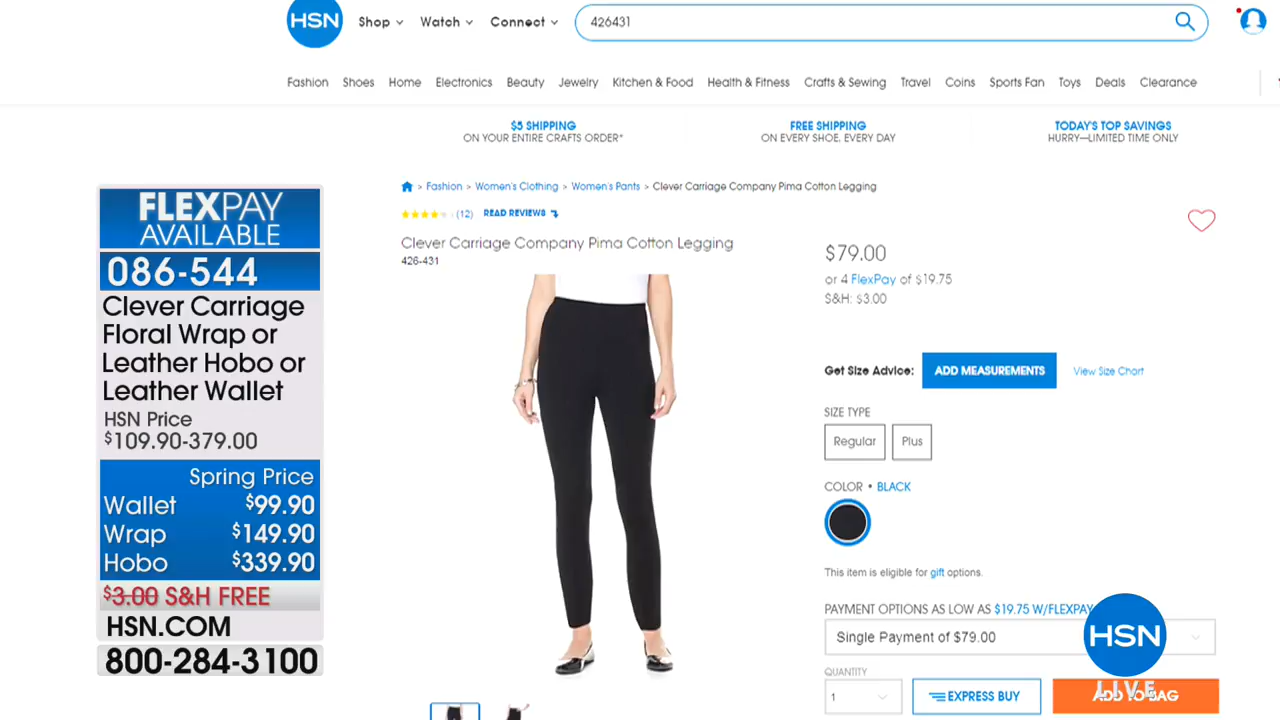 HSN
Shop
Watch
Connect
426431
Fashion
Shoes
Home
Electronics
Beauty
Jewelry
Kitchen & Food
Health & Fitness
Crafts & Sewing
Travel
Coins
Sports Fan
Toys
Deals
Clearance
$5 SHIPPING
ON YOUR ENTIRE CRAFTS ORDER*
FREE SHIPPING
ON EVERY SHOE, EVERY DAY
TODAY'S TOP SAVINGS
HURRY—LIMITED TIME ONLY
FLEXPAY
AVAILABLE
086-544
Clever Carriage
Floral Wrap or
Leather Hobo or
Leather Wallet
HSN Price
$109.90-379.00
Spring Price
Wallet $99.90
Wrap $149.90
Hobo $339.90
$3.00 S&H FREE
HSN.COM
800-284-3100
> Fashion > Women's Clothing > Women's Pants > Clever Carriage Company Pima Cotton Legging
(12) READ REVIEWS
Clever Carriage Company Pima Cotton Legging
426-431
$79.00
or 4 FlexPay of $19.75
S&H: $3.00
Get Size Advice: ADD MEASUREMENTS View Size Chart
SIZE TYPE
Regular
Plus
COLOR • BLACK
This item is eligible for gift options.
PAYMENT OPTIONS AS LOW AS $19.75 W/FLEXPAY
Single Payment of $79.00
QUANTITY
1
EXPRESS BUY
ADD TO BAG
HSN
LIVE